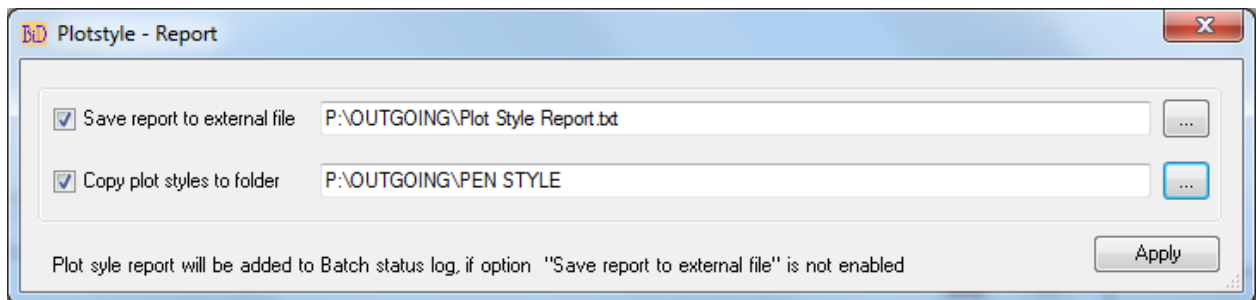 BiD Plotstyle - Report
Save report to external file P:\OUTGOING\Plot Style Report.txt ...
Copy plot styles to folder P:\OUTGOING\PEN STYLE ...
Plot syle report will be added to Batch status log, if option "Save report to external file" is not enabled
Apply